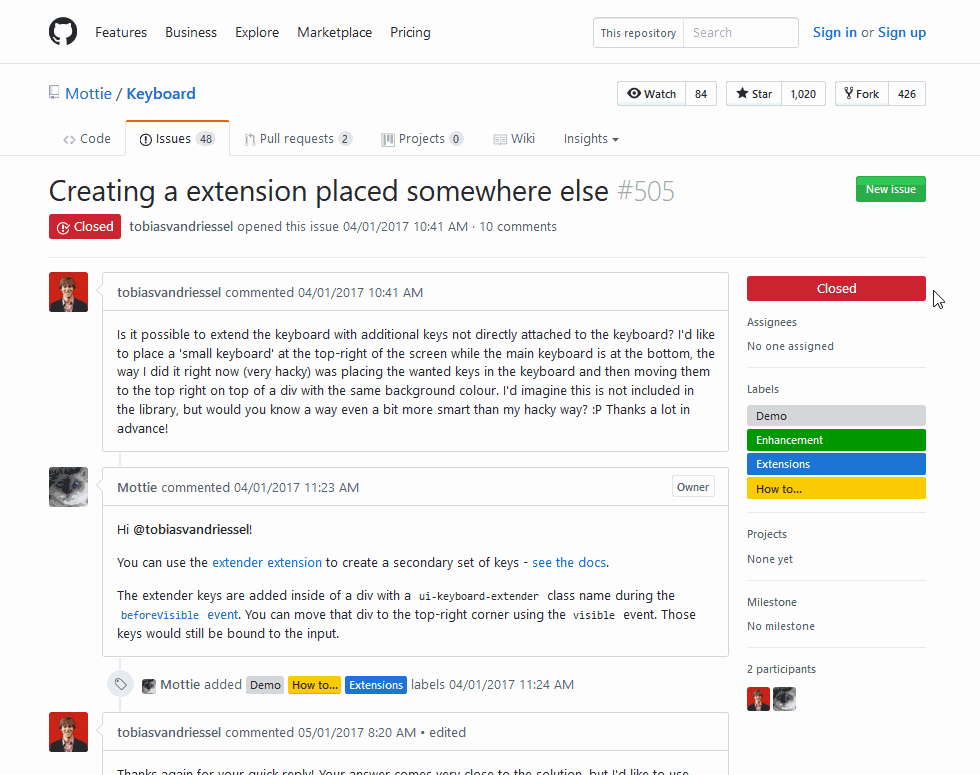 Features Business Explore Marketplace Pricing This repository Search Sign in or Sign up
Mottie / Keyboard Watch 84 Star 1,020 Fork 426
Code Issues 48 Pull requests 2 Projects 0 Wiki Insights
Creating a extension placed somewhere else #505 New issue
Closed tobiasvandriessel opened this issue 04/01/2017 10:41 AM · 10 comments
tobiasvandriessel commented 04/01/2017 10:41 AM
Is it possible to extend the keyboard with additional keys not directly attached to the keyboard? I'd like
to place a 'small keyboard' at the top-right of the screen while the main keyboard is at the bottom, the
way I did it right now (very hacky) was placing the wanted keys in the keyboard and then moving them
to the top right on top of a div with the same background colour. I'd imagine this is not included in
the library, but would you know a way even a bit more smart than my hacky way? :P Thanks a lot in
advance!
Mottie commented 04/01/2017 11:23 AM Owner
Hi @tobiasvandriessel!
You can use the extender extension to create a secondary set of keys - see the docs.
The extender keys are added inside of a div with a ui-keyboard-extender class name during the
beforeVisible event. You can move that div to the top-right corner using the visible event. Those
keys would still be bound to the input.
Mottie added Demo How to... Extensions labels 04/01/2017 11:24 AM
tobiasvandriessel commented 05/01/2017 8:20 AM • edited
Thanks again for your quick reply! Your answer comes very close to the solution, but I'd like to use
Closed
Assignees
No one assigned
Labels
Demo
Enhancement
Extensions
How to...
Projects
None yet
Milestone
No milestone
2 participants